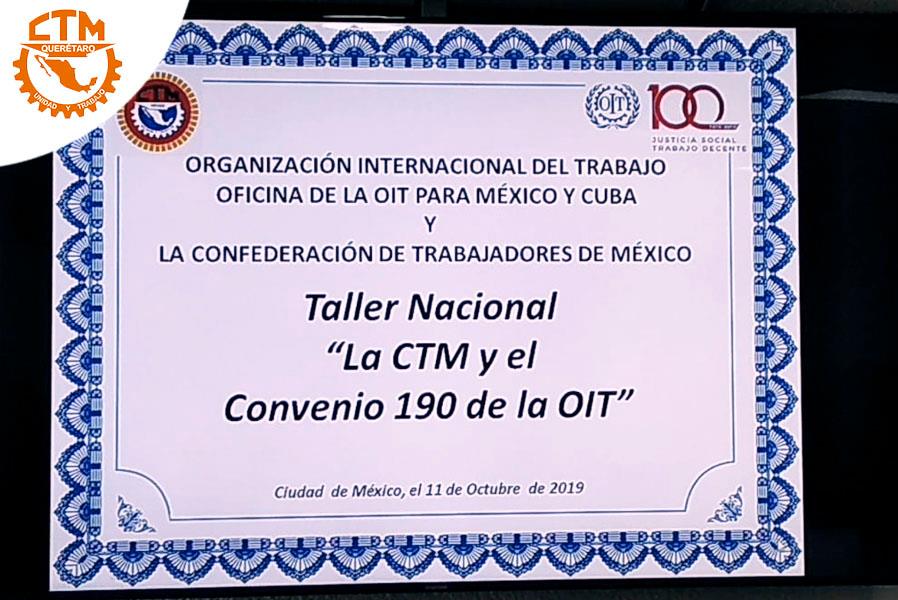 CTM
QUERÉTARO
UNIDAD Y TRABAJO
CTM
OIT
100
JUSTICIA SOCIAL
TRABAJO DECENTE
ORGANIZACIÓN INTERNACIONAL DEL TRABAJO
OFICINA DE LA OIT PARA MÉXICO Y CUBA
Y
LA CONFEDERACIÓN DE TRABAJADORES DE MÉXICO
Taller Nacional
“La CTM y el
Convenio 190 de la OIT”
Ciudad de México, el 11 de Octubre de 2019